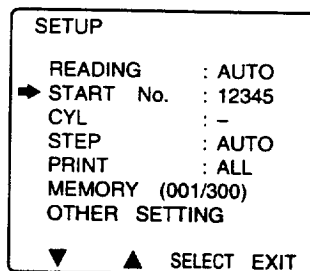 SETUP
READING : AUTO
START No. : 12345
CYL : –
STEP : AUTO
PRINT : ALL
MEMORY (001/300)
OTHER SETTING
SELECT EXIT